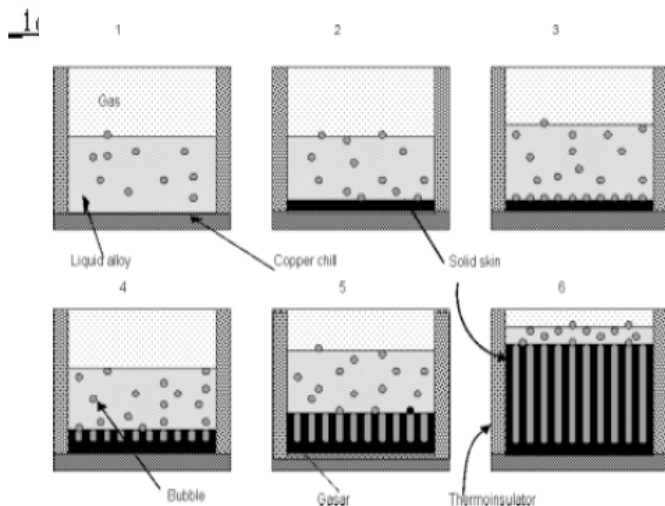 1 2 3
Gas
Liquid alloy Copper chill Solid skin
4 5 6
Bubble Gasar Thermoinsulator